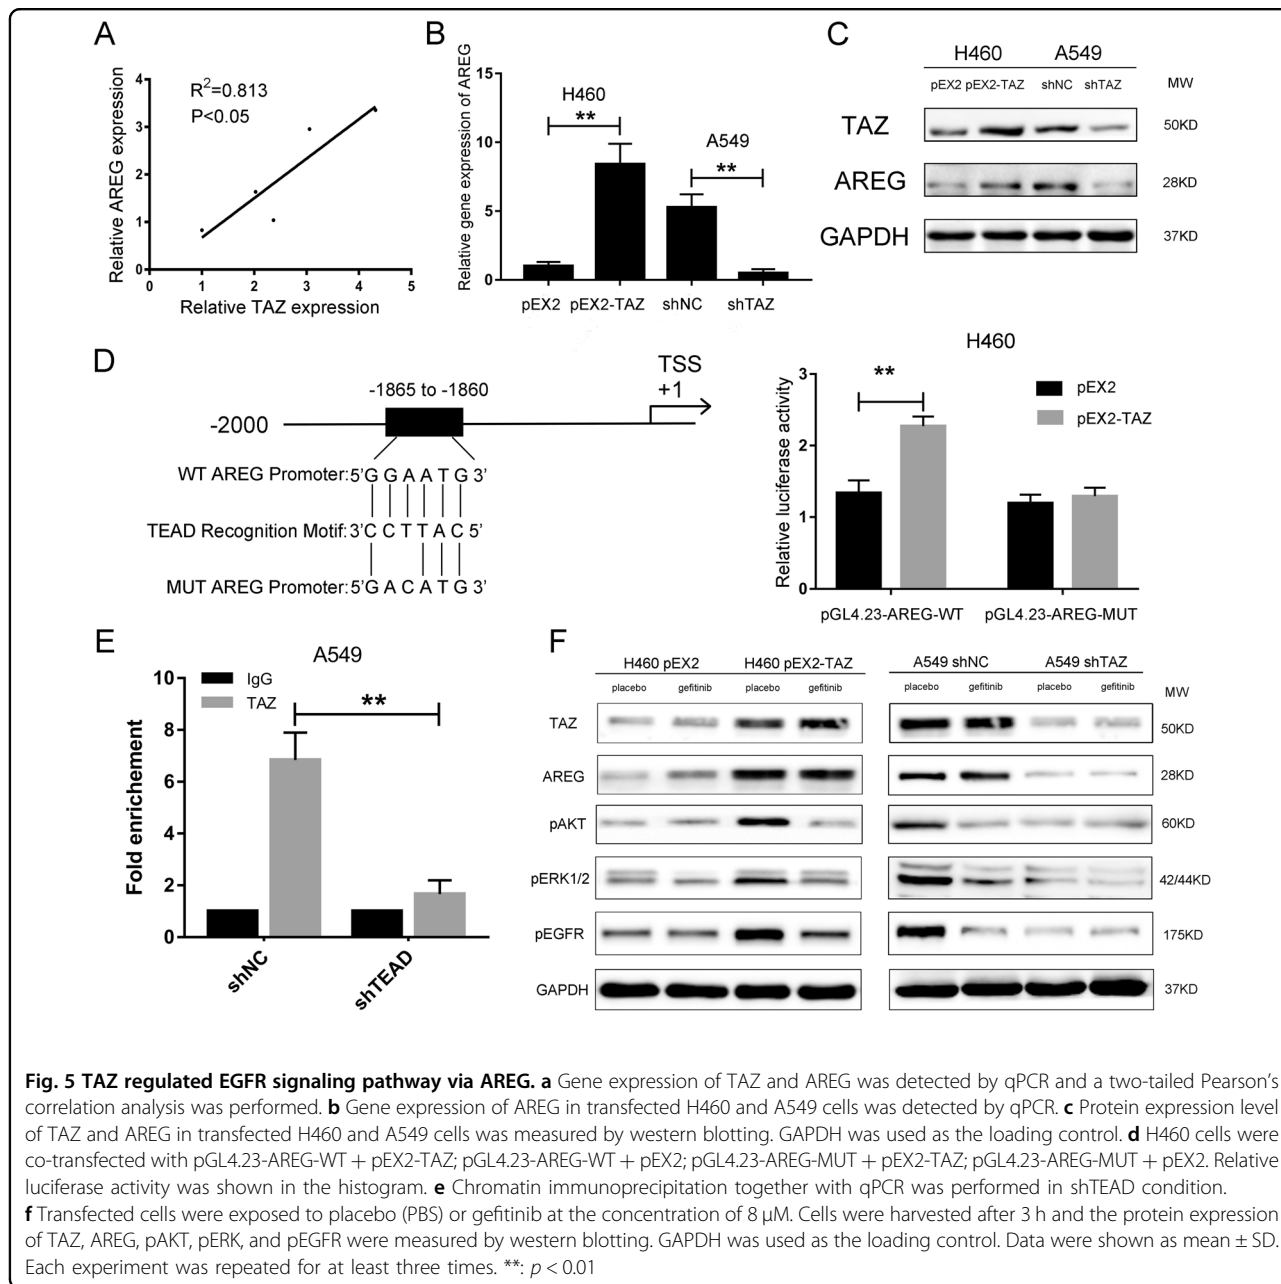 A
R²=0.813
P<0.05
Relative AREG expression
4
3
2
1
0
0 1 2 3 4 5
Relative TAZ expression
B
Relative gene expression of AREG
15
10
5
0
H460
**
A549
**
pEX2 pEX2-TAZ shNC shTAZ
C
H460 A549
pEX2 pEX2-TAZ shNC shTAZ MW
TAZ 50KD
AREG 28KD
GAPDH 37KD
D
-1865 to -1860
TSS
+1
-2000
WT AREG Promoter:5'G G A A T G 3'
TEAD Recognition Motif:3'C C T T A C 5'
MUT AREG Promoter:5'G A C A T G 3'
H460
Relative luciferase activity
3
2
1
0
**
pEX2
pEX2-TAZ
pGL4.23-AREG-WT pGL4.23-AREG-MUT
E
A549
IgG
TAZ
**
Fold enrichement
10
8
6
4
2
0
shNC
shTEAD
F
H460 pEX2 H460 pEX2-TAZ A549 shNC A549 shTAZ
placebo gefitinib placebo gefitinib placebo gefitinib placebo gefitinib MW
TAZ 50KD
AREG 28KD
pAKT 60KD
pERK1/2 42/44KD
pEGFR 175KD
GAPDH 37KD
Fig. 5 TAZ regulated EGFR signaling pathway via AREG. a Gene expression of TAZ and AREG was detected by qPCR and a two-tailed Pearson's
correlation analysis was performed. b Gene expression of AREG in transfected H460 and A549 cells was detected by qPCR. c Protein expression level
of TAZ and AREG in transfected H460 and A549 cells was measured by western blotting. GAPDH was used as the loading control. d H460 cells were
co-transfected with pGL4.23-AREG-WT + pEX2-TAZ; pGL4.23-AREG-WT + pEX2; pGL4.23-AREG-MUT + pEX2-TAZ; pGL4.23-AREG-MUT + pEX2. Relative
luciferase activity was shown in the histogram. e Chromatin immunoprecipitation together with qPCR was performed in shTEAD condition.
f Transfected cells were exposed to placebo (PBS) or gefitinib at the concentration of 8 μM. Cells were harvested after 3 h and the protein expression
of TAZ, AREG, pAKT, pERK, and pEGFR were measured by western blotting. GAPDH was used as the loading control. Data were shown as mean ± SD.
Each experiment was repeated for at least three times. **: p < 0.01